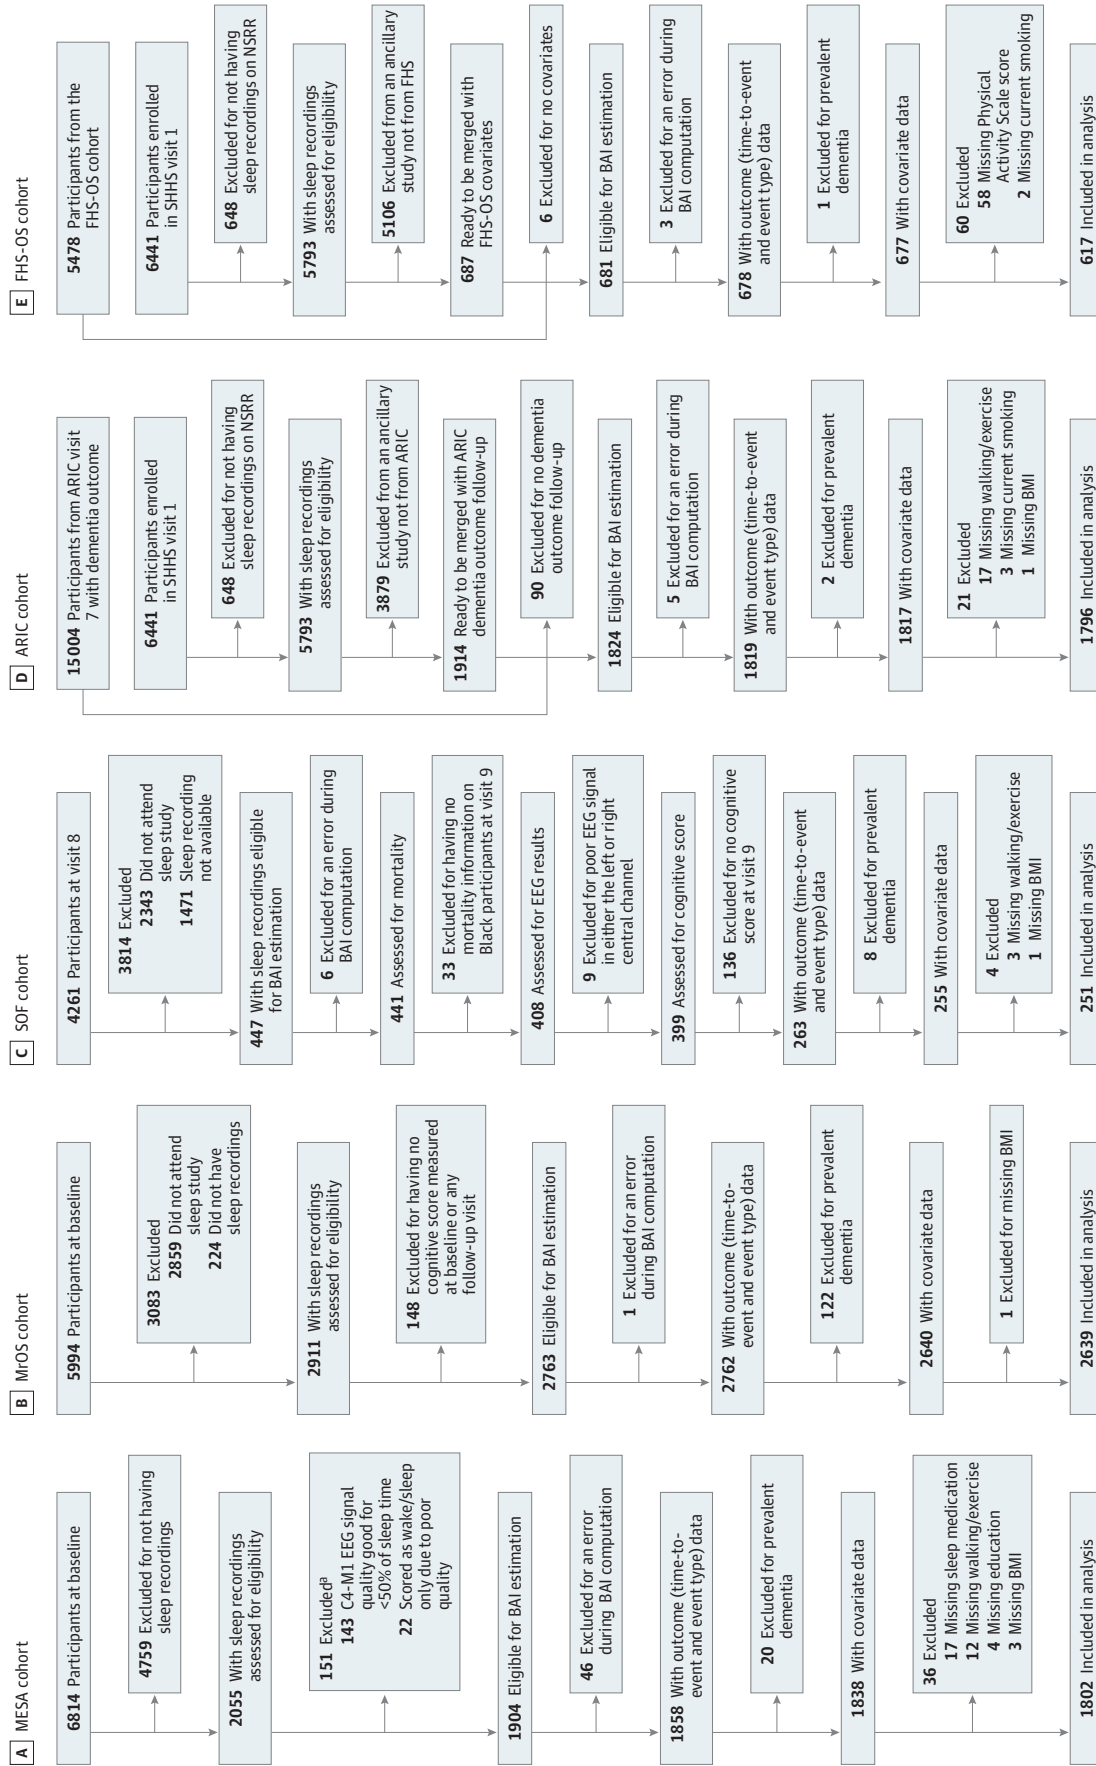 A MESA cohort
6814 Participants at baseline
4759 Excluded for not having
sleep recordings
2055 With sleep recordings
assessed for eligibility
151 Excludedᵃ
143 C4-M1 EEG signal
quality good for
<50% of sleep time
22 Scored as wake/sleep
only due to poor
quality
1904 Eligible for BAI estimation
46 Excluded for an error
during BAI computation
1858 With outcome (time-to-
event and event type) data
20 Excluded for prevalent
dementia
1838 With covariate data
36 Excluded
17 Missing sleep medication
12 Missing walking/exercise
4 Missing education
3 Missing BMI
1802 Included in analysis
B MrOS cohort
5994 Participants at baseline
3083 Excluded
2859 Did not attend
sleep study
224 Did not have
sleep recordings
2911 With sleep recordings
assessed for eligibility
148 Excluded for having no
cognitive score measured
at baseline or any
follow-up visit
2763 Eligible for BAI estimation
1 Excluded for an error
during BAI computation
2762 With outcome (time-to-
event and event type) data
122 Excluded for prevalent
dementia
2640 With covariate data
1 Excluded for missing BMI
2639 Included in analysis
C SOF cohort
4261 Participants at visit 8
3814 Excluded
2343 Did not attend
sleep study
1471 Sleep recording
not available
447 With sleep recordings eligible
for BAI estimation
6 Excluded for an error during
BAI computation
441 Assessed for mortality
33 Excluded for having no
mortality information on
Black participants at visit 9
408 Assessed for EEG results
9 Excluded for poor EEG signal
in either the left or right
central channel
399 Assessed for cognitive score
136 Excluded for no cognitive
score at visit 9
263 With outcome (time-to-event
and event type) data
8 Excluded for prevalent
dementia
255 With covariate data
4 Excluded
3 Missing walking/exercise
1 Missing BMI
251 Included in analysis
D ARIC cohort
15004 Participants from ARIC visit
7 with dementia outcome
6441 Participants enrolled
in SHHS visit 1
648 Excluded for not having
sleep recordings on NSRR
5793 With sleep recordings
assessed for eligibility
3879 Excluded from an ancillary
study not from ARIC
1914 Ready to be merged with ARIC
dementia outcome follow-up
90 Excluded for no dementia
outcome follow-up
1824 Eligible for BAI estimation
5 Excluded for an error during
BAI computation
1819 With outcome (time-to-event
and event type) data
2 Excluded for prevalent
dementia
1817 With covariate data
21 Excluded
17 Missing walking/exercise
3 Missing current smoking
1 Missing BMI
1796 Included in analysis
E FHS-OS cohort
5478 Participants from the
FHS-OS cohort
6441 Participants enrolled
in SHHS visit 1
648 Excluded for not having
sleep recordings on NSRR
5793 With sleep recordings
assessed for eligibility
5106 Excluded from an ancillary
study not from FHS
687 Ready to be merged with
FHS-OS covariates
6 Excluded for no covariates
681 Eligible for BAI estimation
3 Excluded for an error during
BAI computation
678 With outcome (time-to-event
and event type) data
1 Excluded for prevalent
dementia
677 With covariate data
60 Excluded
58 Missing Physical
Activity Scale score
2 Missing current smoking
617 Included in analysis